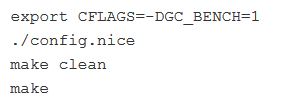 export CFLAGS=-DGC_BENCH=1
./config.nice
make clean
make